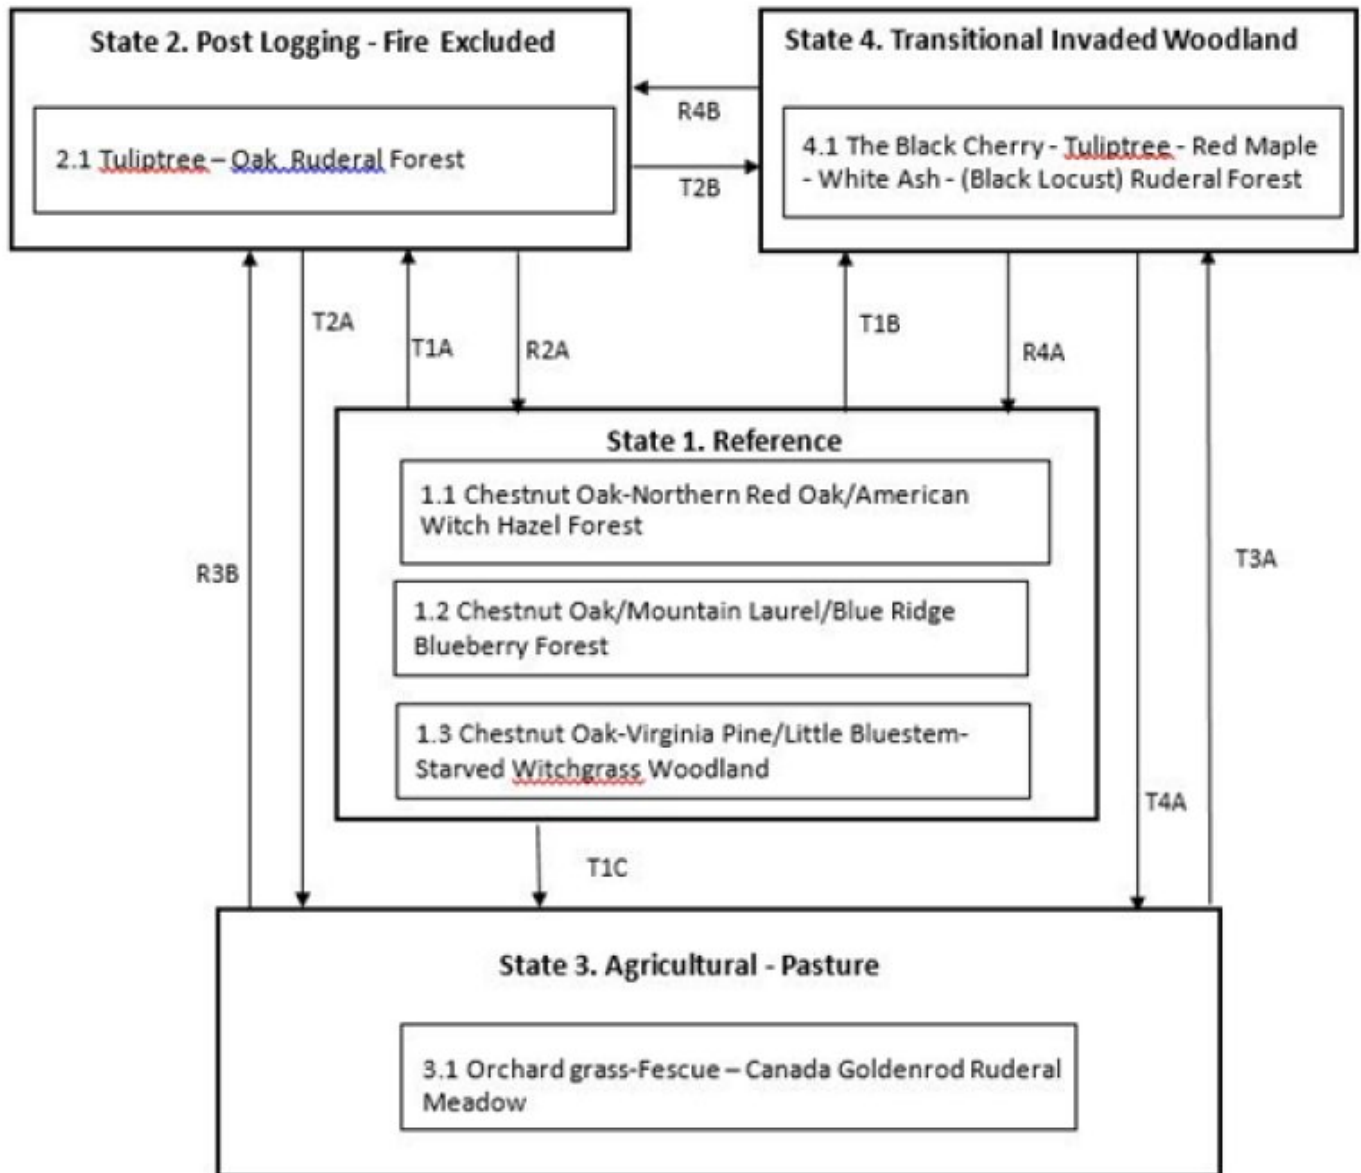 State 2. Post Logging - Fire Excluded
2.1 Tuliptree – Oak Ruderal Forest
State 4. Transitional Invaded Woodland
4.1 The Black Cherry - Tuliptree - Red Maple
- White Ash - (Black Locust) Ruderal Forest
R4B
T2B
T2A
T1A
R2A
T1B
R4A
State 1. Reference
1.1 Chestnut Oak-Northern Red Oak/American
Witch Hazel Forest
1.2 Chestnut Oak/Mountain Laurel/Blue Ridge
Blueberry Forest
1.3 Chestnut Oak-Virginia Pine/Little Bluestem-
Starved Witchgrass Woodland
R3B
T3A
T4A
T1C
State 3. Agricultural - Pasture
3.1 Orchard grass-Fescue – Canada Goldenrod Ruderal
Meadow